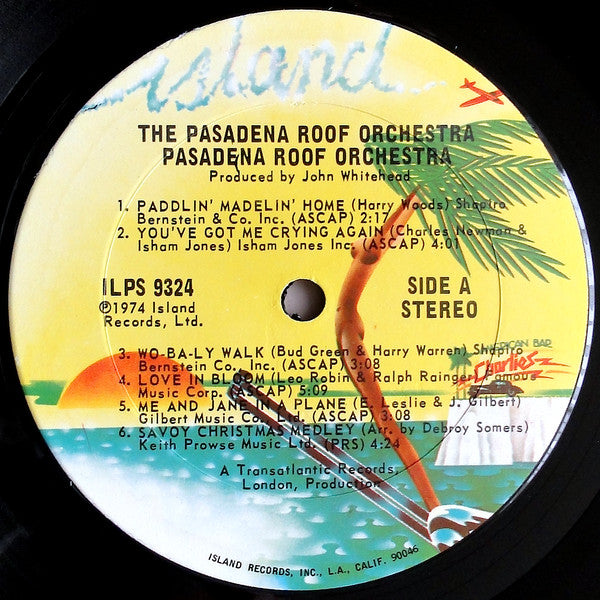 island
THE PASADENA ROOF ORCHESTRA
PASADENA ROOF ORCHESTRA
Produced by John Whitehead
1. PADDLIN' MADELIN' HOME (Harry Woods) Shapiro
Bernstein & Co. Inc. (ASCAP) 2:17
2. YOU'VE GOT ME CRYING AGAIN (Charles Newman &
Isham Jones) Isham Jones Inc. (ASCAP) 4:01
ILPS 9324
℗1974 Island
Records, Ltd.
SIDE A
STEREO
3. WO-BA-LY WALK (Bud Green & Harry Warren) Shapiro
Bernstein Co. Inc. (ASCAP) 3:08
4. LOVE IN BLOOM (Leo Robin & Ralph Rainger) Famous
Music Corp. (ASCAP) 5:09
5. ME AND JANE IN A PLANE (E. Leslie & J. Gilbert)
Gilbert Music Co. Ltd. (ASCAP) 3:08
6. SAVOY CHRISTMAS MEDLEY (Arr. by Debroy Somers)
Keith Prowse Music Ltd. (PRS) 4:24
AMERICAN BAR
Charlies
A Transatlantic Records,
London, Production
ISLAND RECORDS, INC., L.A., CALIF. 90046